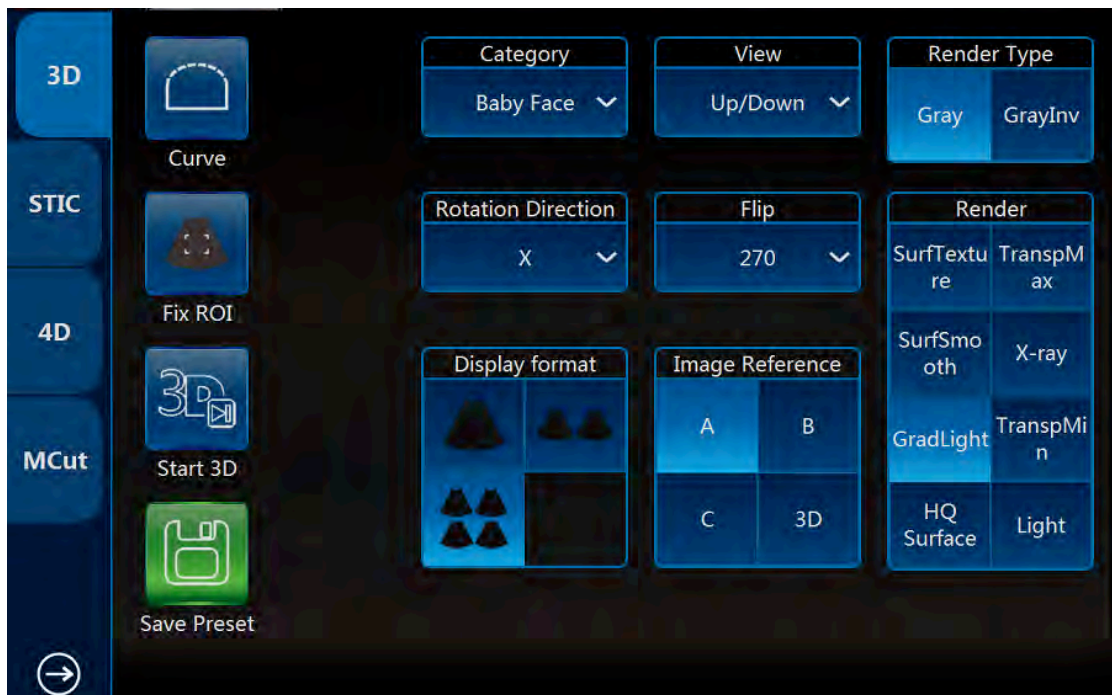 3D
STIC
4D
MCut
Curve
Fix ROI
3D
Start 3D
Save Preset
Category
Baby Face
View
Up/Down
Render Type
Gray
GrayInv
Rotation Direction
X
Flip
270
Render
SurfTextu
re
TranspM
ax
SurfSmo
oth
X-ray
GradLight
TranspMi
n
HQ
Surface
Light
Display format
Image Reference
A
B
C
3D